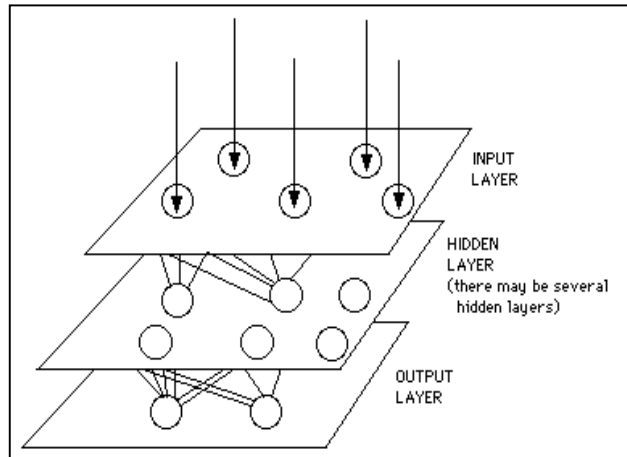 INPUT
LAYER
HIDDEN
LAYER
(there may be several
hidden layers)
OUTPUT
LAYER